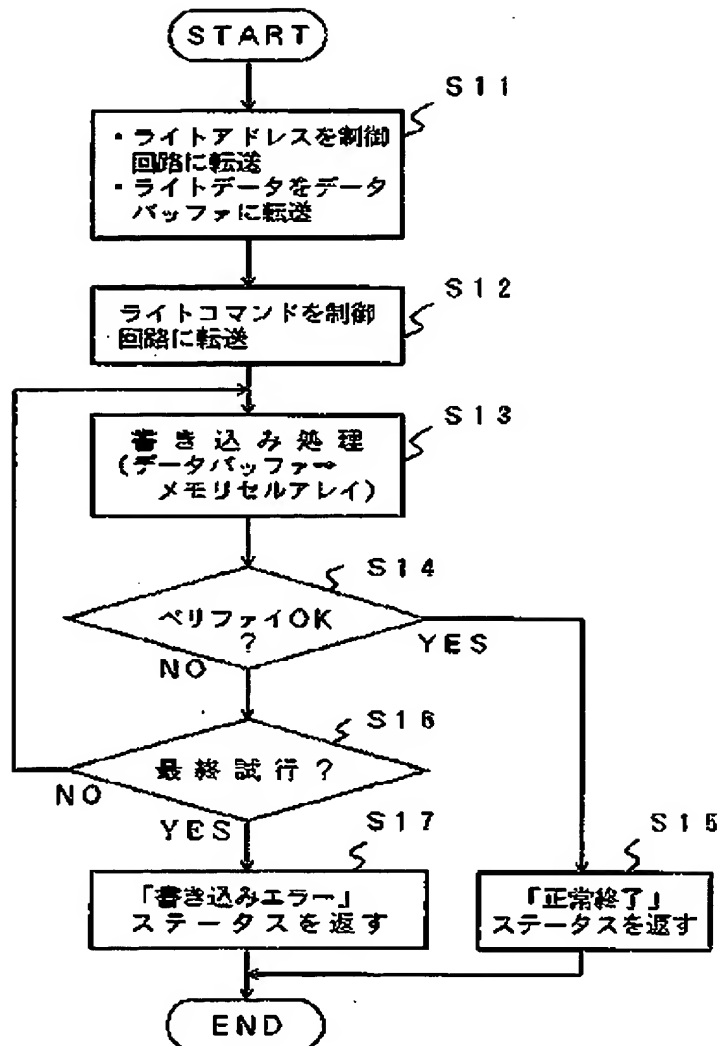 START
S11
・ライトアドレスを制御
回路に転送
・ライトデータをデータ
バッファに転送
S12
ライトコマンドを制御
回路に転送
S13
書き込み処理
(データバッファ→
メモリセルアレイ)
S14
ベリファイOK
?
YES
NO
S16
最終試行?
NO
YES
S17
S15
「書き込みエラー」
ステータスを返す
「正常終了」
ステータスを返す
END